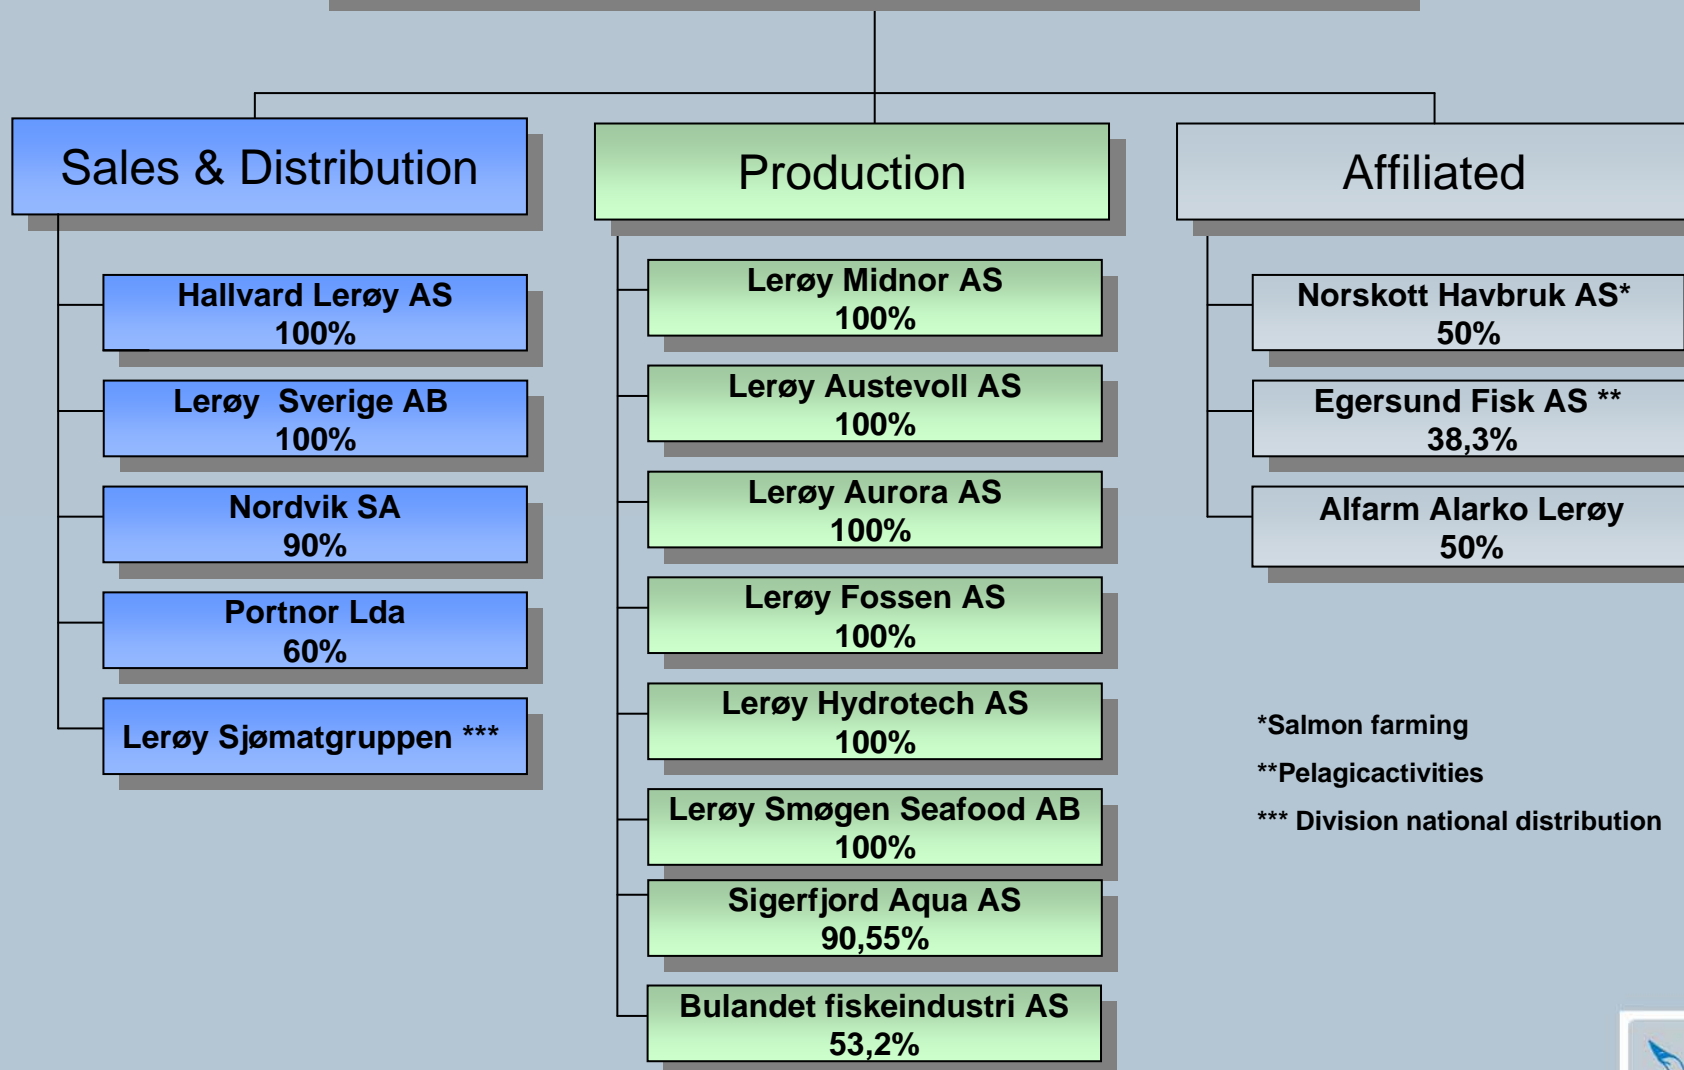 Sales & Distribution
Hallvard Lerøy AS
100%
Lerøy Sverige AB
100%
Nordvik SA
90%
Portnor Lda
60%
Lerøy Sjømatgruppen ***
Production
Lerøy Midnor AS
100%
Lerøy Austevoll AS
100%
Lerøy Aurora AS
100%
Lerøy Fossen AS
100%
Lerøy Hydrotech AS
100%
Lerøy Smøgen Seafood AB
100%
Sigerfjord Aqua AS
90,55%
Bulandet fiskeindustri AS
53,2%
Affiliated
Norskott Havbruk AS*
50%
Egersund Fisk AS **
38,3%
Alfarm Alarko Lerøy
50%
*Salmon farming
**Pelagicactivities
*** Division national distribution